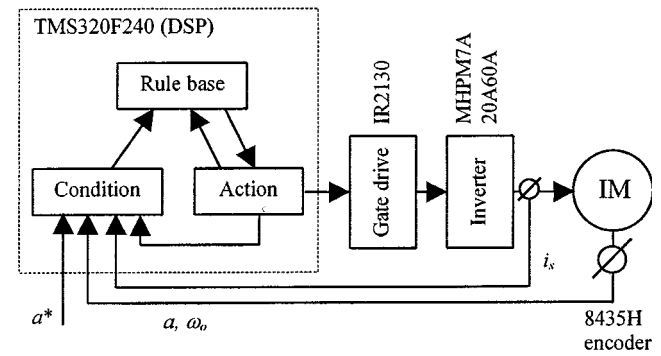 TMS320F240 (DSP)
Rule base
Condition
Action
IR2130
Gate drive
MHPM7A
20A60A
Inverter
IM
i_s
a*
a, ω_o
8435H
encoder